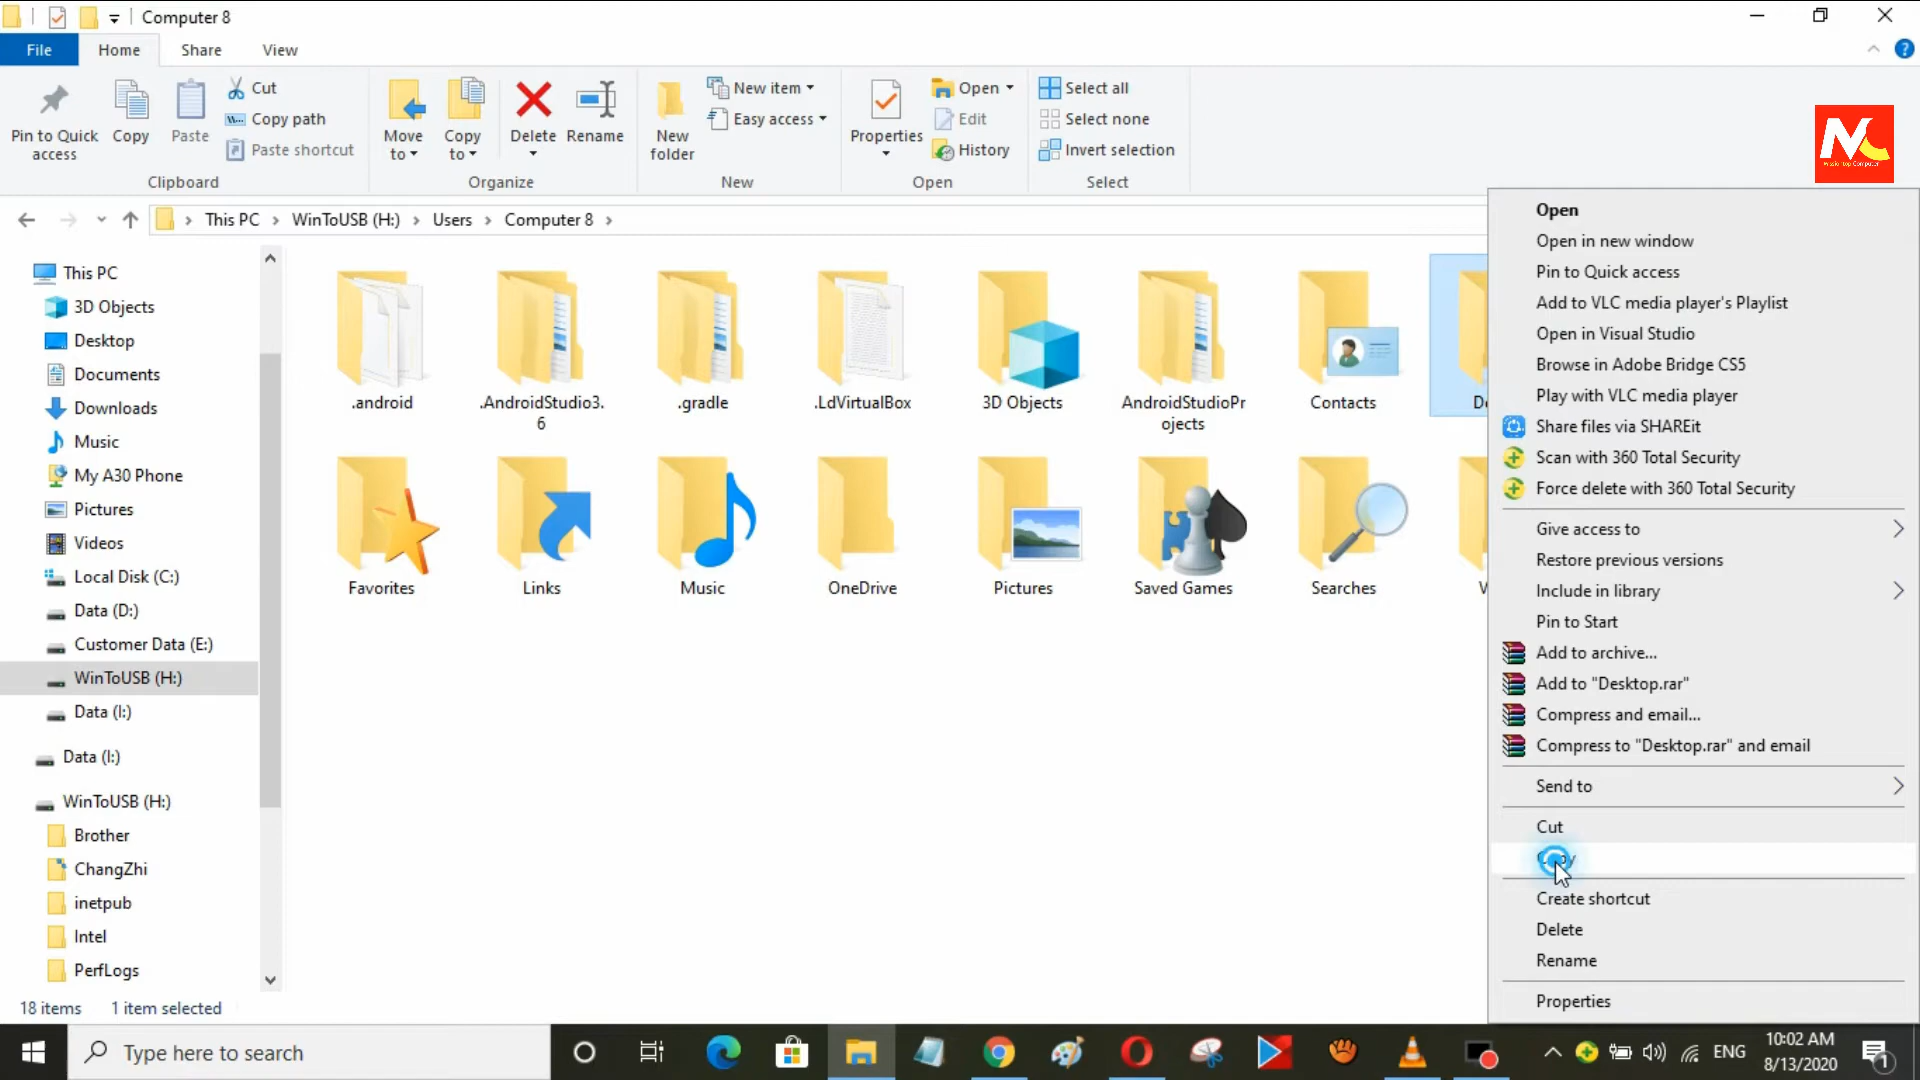 Computer 8
File
Home
Share
View
Pin to Quick
access
Copy
Paste
Cut
Copy path
Paste shortcut
Clipboard
Move
to
Copy
to
Delete
Rename
Organize
New
folder
New item
Easy access
New
Properties
Open
Edit
History
Open
Select all
Select none
Invert selection
Select
Mission top Computer
This PC
WinToUSB (H:)
Users
Computer 8
This PC
3D Objects
Desktop
Documents
Downloads
Music
My A30 Phone
Pictures
Videos
Local Disk (C:)
Data (D:)
Customer Data (E:)
WinToUSB (H:)
Data (I:)
Data (I:)
WinToUSB (H:)
Brother
ChangZhi
inetpub
Intel
PerfLogs
.android
.AndroidStudio3.
6
.gradle
.LdVirtualBox
3D Objects
AndroidStudioPr
ojects
Contacts
Favorites
Links
Music
OneDrive
Pictures
Saved Games
Searches
Open
Open in new window
Pin to Quick access
Add to VLC media player's Playlist
Open in Visual Studio
Browse in Adobe Bridge CS5
Play with VLC media player
Share files via SHAREit
Scan with 360 Total Security
Force delete with 360 Total Security
Give access to
Restore previous versions
Include in library
Pin to Start
Add to archive...
Add to "Desktop.rar"
Compress and email...
Compress to "Desktop.rar" and email
Send to
Cut
Copy
Create shortcut
Delete
Rename
Properties
18 items
1 item selected
Type here to search
ENG
10:02 AM
8/13/2020
1